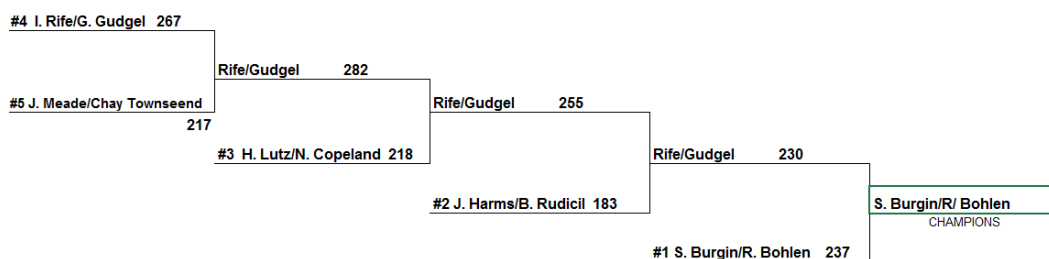 #4 I. Rife/G. Gudgel 267
Rife/Gudgel 282
#5 J. Meade/Chay Townseend
217
Rife/Gudgel 255
#3 H. Lutz/N. Copeland 218
Rife/Gudgel 230
#2 J. Harms/B. Rudicil 183
S. Burgin/R/ Bohlen
CHAMPIONS
#1 S. Burgin/R. Bohlen 237